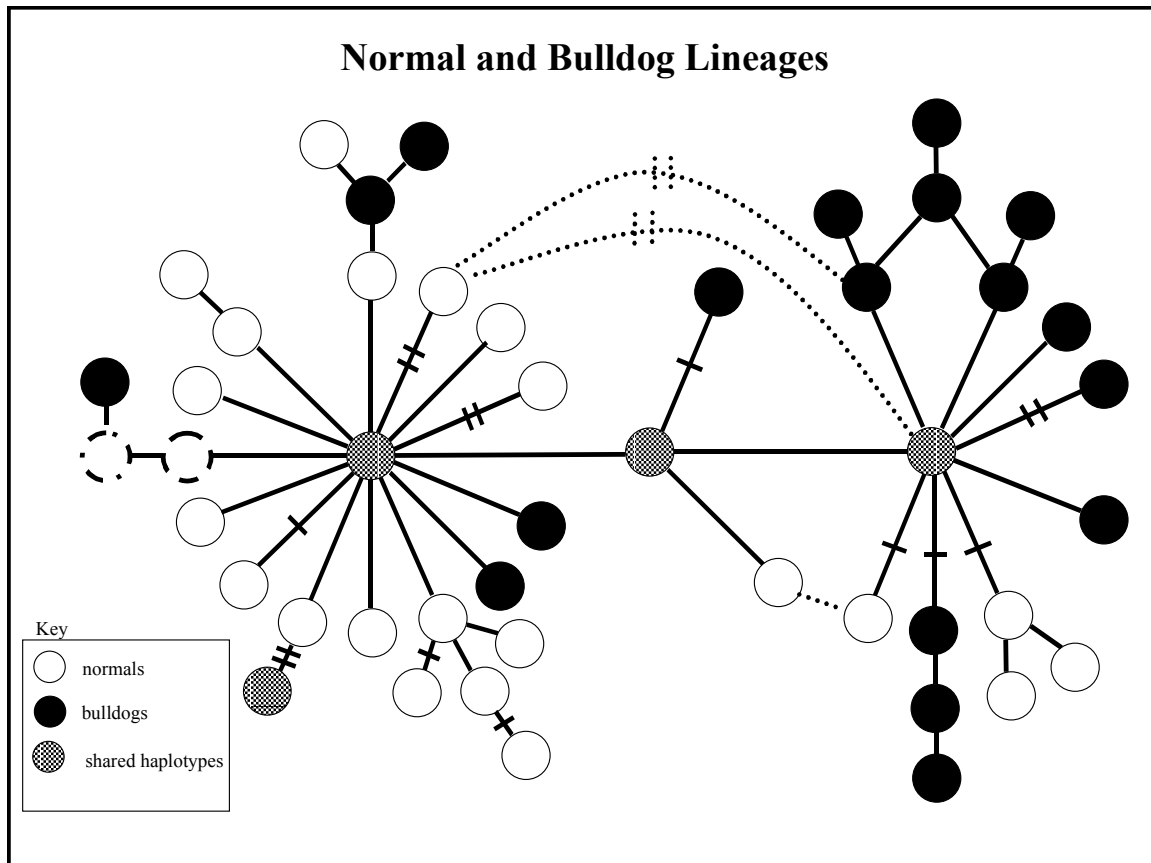 Normal and Bulldog Lineages
Key
normals
bulldogs
shared haplotypes